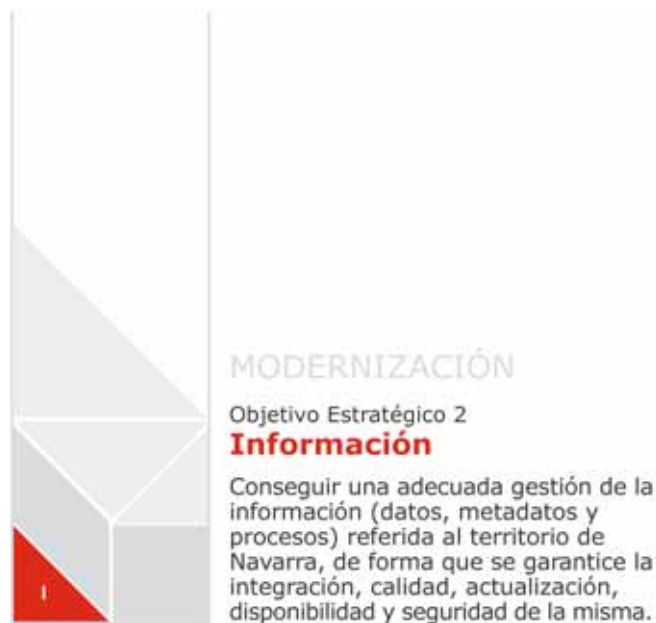 MODERNIZACIÓN
Objetivo Estratégico 2
Información
Conseguir una adecuada gestión de la
información (datos, metadatos y
procesos) referida al territorio de
Navarra, de forma que se garantice la
integración, calidad, actualización,
disponibilidad y seguridad de la misma.
I